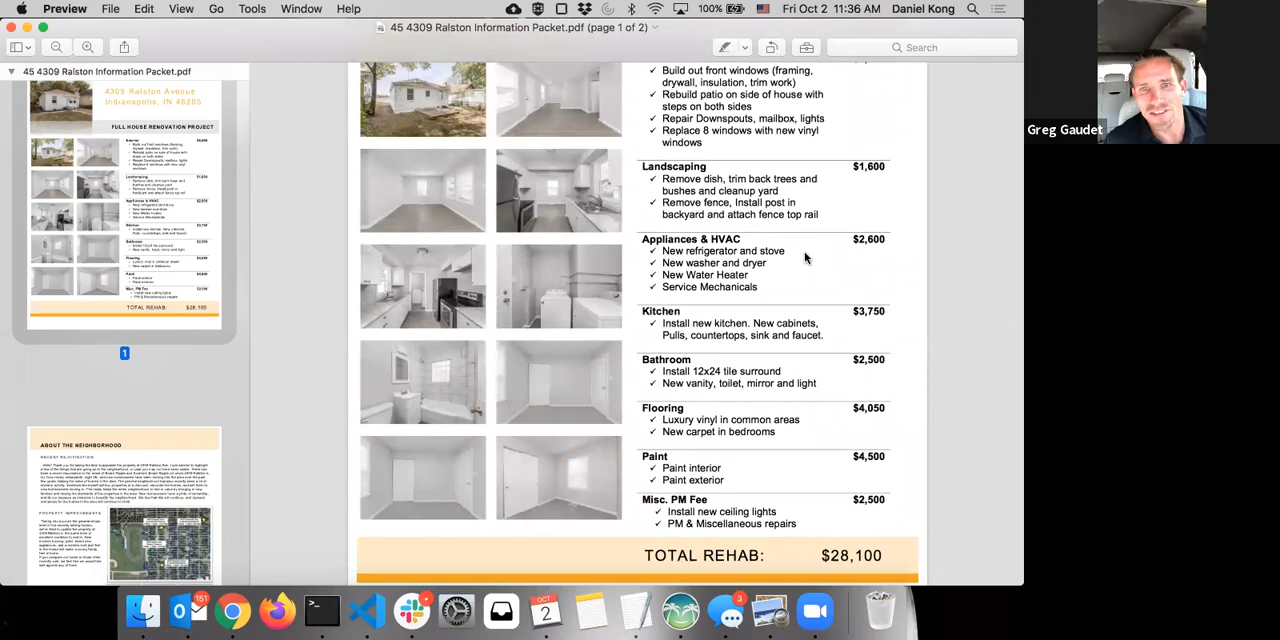 Preview File Edit View Go Tools Window Help 100% Fri Oct 2 11:36 AM Daniel Kong
45 4309 Ralston Information Packet.pdf (page 1 of 2)
Search
45 4309 Ralston Information Packet.pdf
4309 Ralston Avenue
Indianapolis, IN 46205
FULL HOUSE RENOVATION PROJECT
TOTAL REHAB: $28,100
1
ABOUT THE NEIGHBORHOOD
RECENT REJUVINATION
PROPERTY IMPROVEMENTS
✓ Build out front windows (framing,
drywall, insulation, trim work)
✓ Rebuild patio on side of house with
steps on both sides
✓ Repair Downspouts, mailbox, lights
✓ Replace 8 windows with new vinyl
windows
Landscaping $1,600
✓ Remove dish, trim back trees and
bushes and cleanup yard
✓ Remove fence, Install post in
backyard and attach fence top rail
Appliances & HVAC $2,600
✓ New refrigerator and stove
✓ New washer and dryer
✓ New Water Heater
✓ Service Mechanicals
Kitchen $3,750
✓ Install new kitchen. New cabinets,
Pulls, countertops, sink and faucet.
Bathroom $2,500
✓ Install 12x24 tile surround
✓ New vanity, toilet, mirror and light
Flooring $4,050
✓ Luxury vinyl in common areas
✓ New carpet in bedrooms
Paint $4,500
✓ Paint interior
✓ Paint exterior
Misc. PM Fee $2,500
✓ Install new ceiling lights
✓ PM & Miscellaneous repairs
TOTAL REHAB: $28,100
Greg Gaudet
151
OCT
2
3